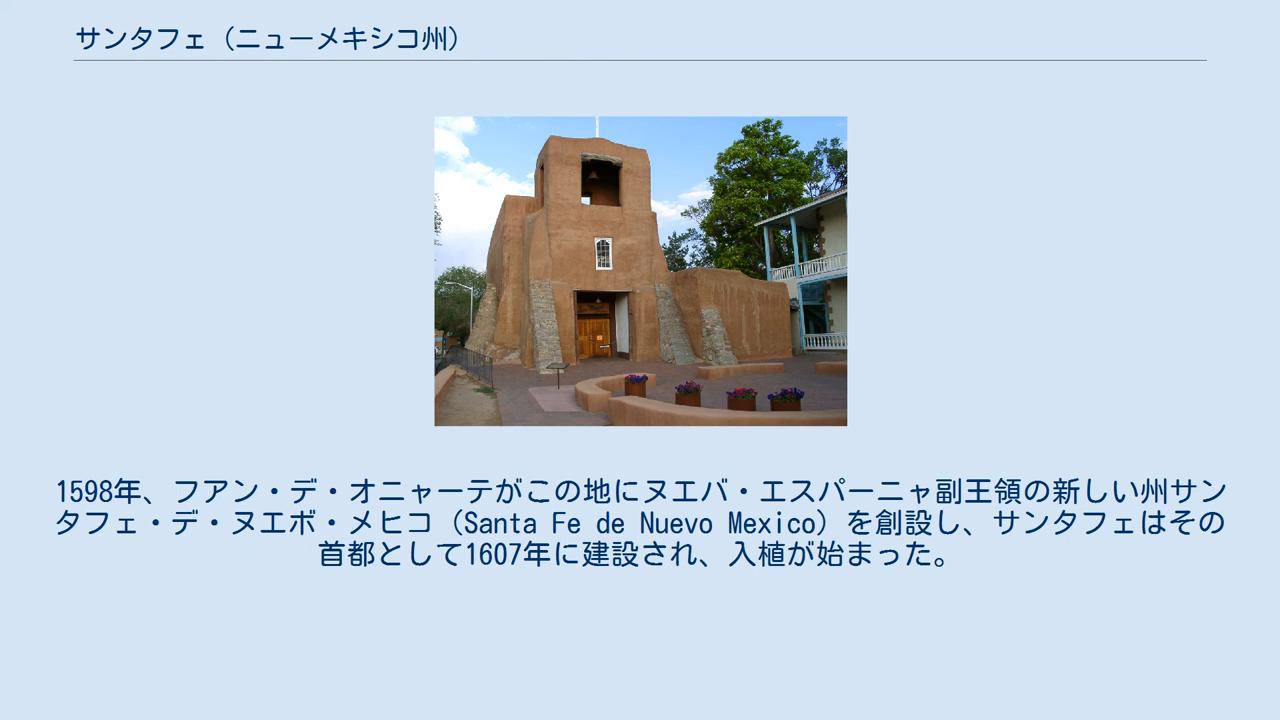 サンタフェ（ニューメキシコ州）
1598年、フアン・デ・オニャーテがこの地にヌエバ・エスパーニャ副王領の新しい州サン
タフェ・デ・ヌエボ・メヒコ（Santa Fe de Nuevo Mexico）を創設し、サンタフェはその
首都として1607年に建設され、入植が始まった。